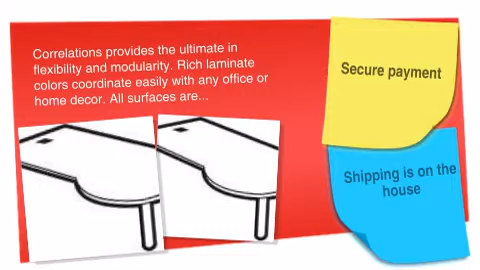 Correlations provides the ultimate in
flexibility and modularity. Rich laminate
colors coordinate easily with any office or
home decor. All surfaces are...
Secure payment
Shipping is on the
house